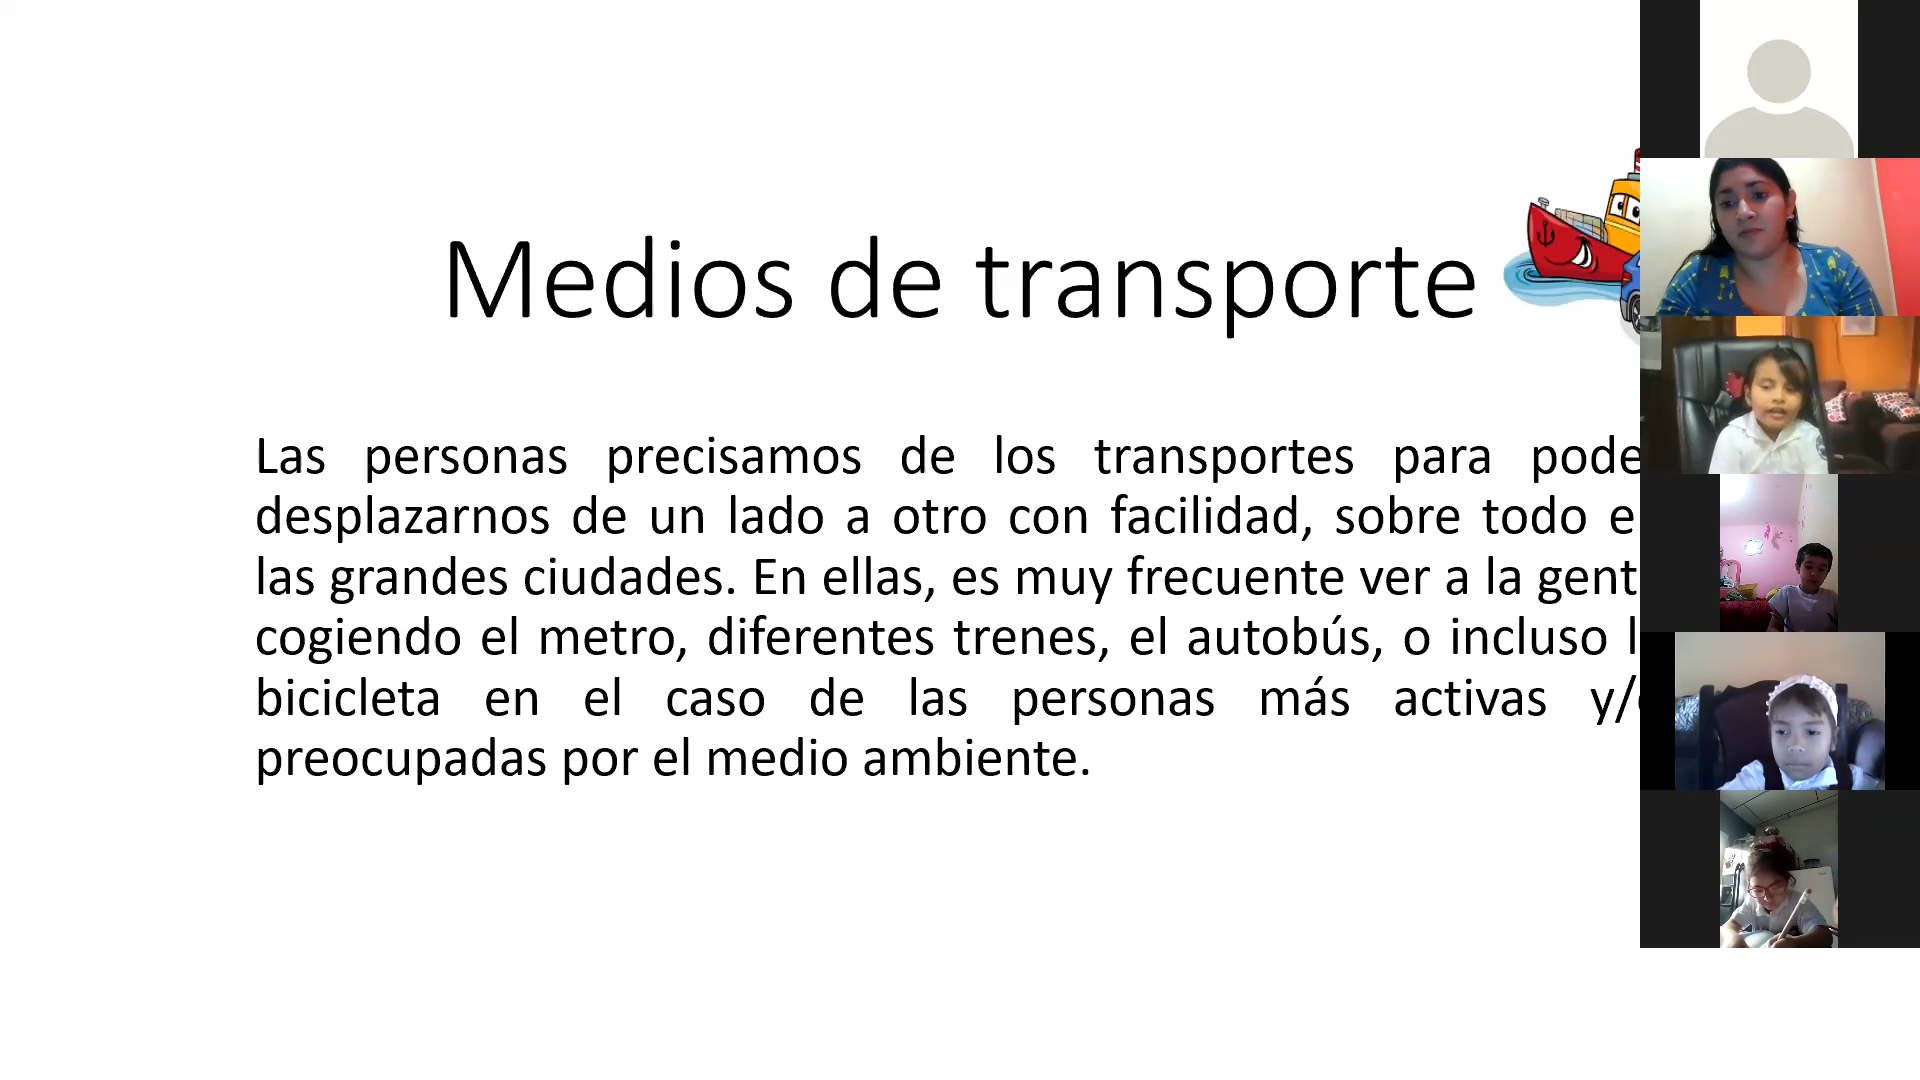 Medios de transporte
Las personas precisamos de los transportes para pode
desplazarnos de un lado a otro con facilidad, sobre todo e
las grandes ciudades. En ellas, es muy frecuente ver a la gent
cogiendo el metro, diferentes trenes, el autobús, o incluso l
bicicleta en el caso de las personas más activas y/
preocupadas por el medio ambiente.